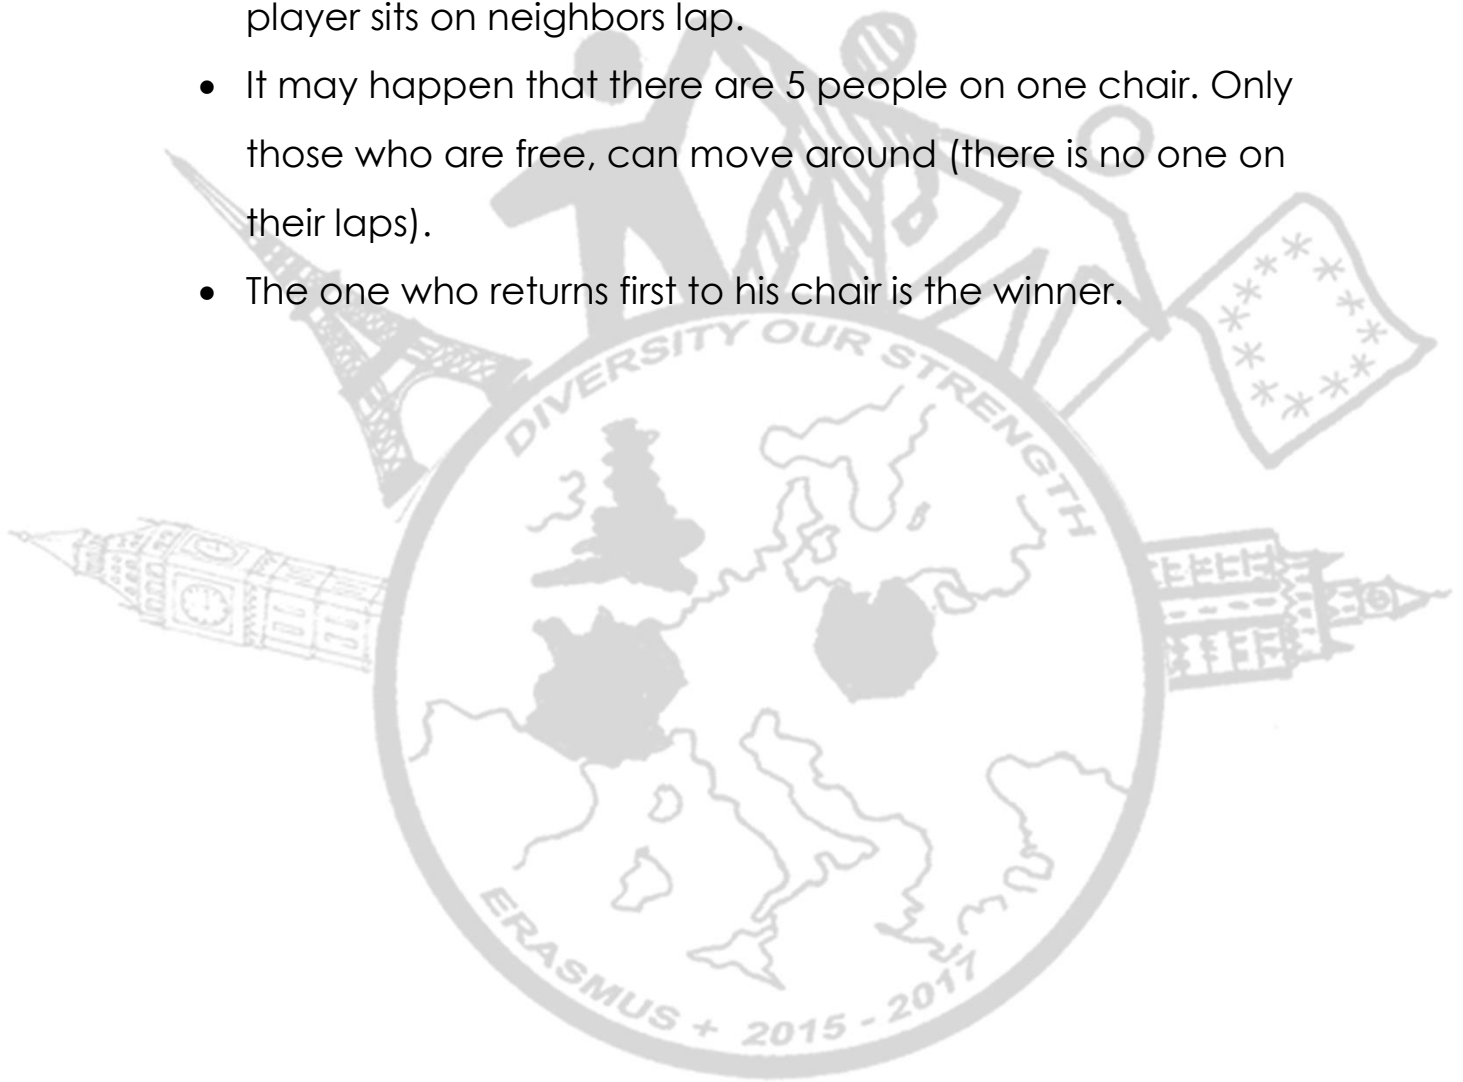 player sits on neighbors lap.
• It may happen that there are 5 people on one chair. Only
those who are free, can move around (there is no one on
their laps).
• The one who returns first to his chair is the winner.
DIVERSITY OUR STRENGTH
ERASMUS + 2015 - 2017